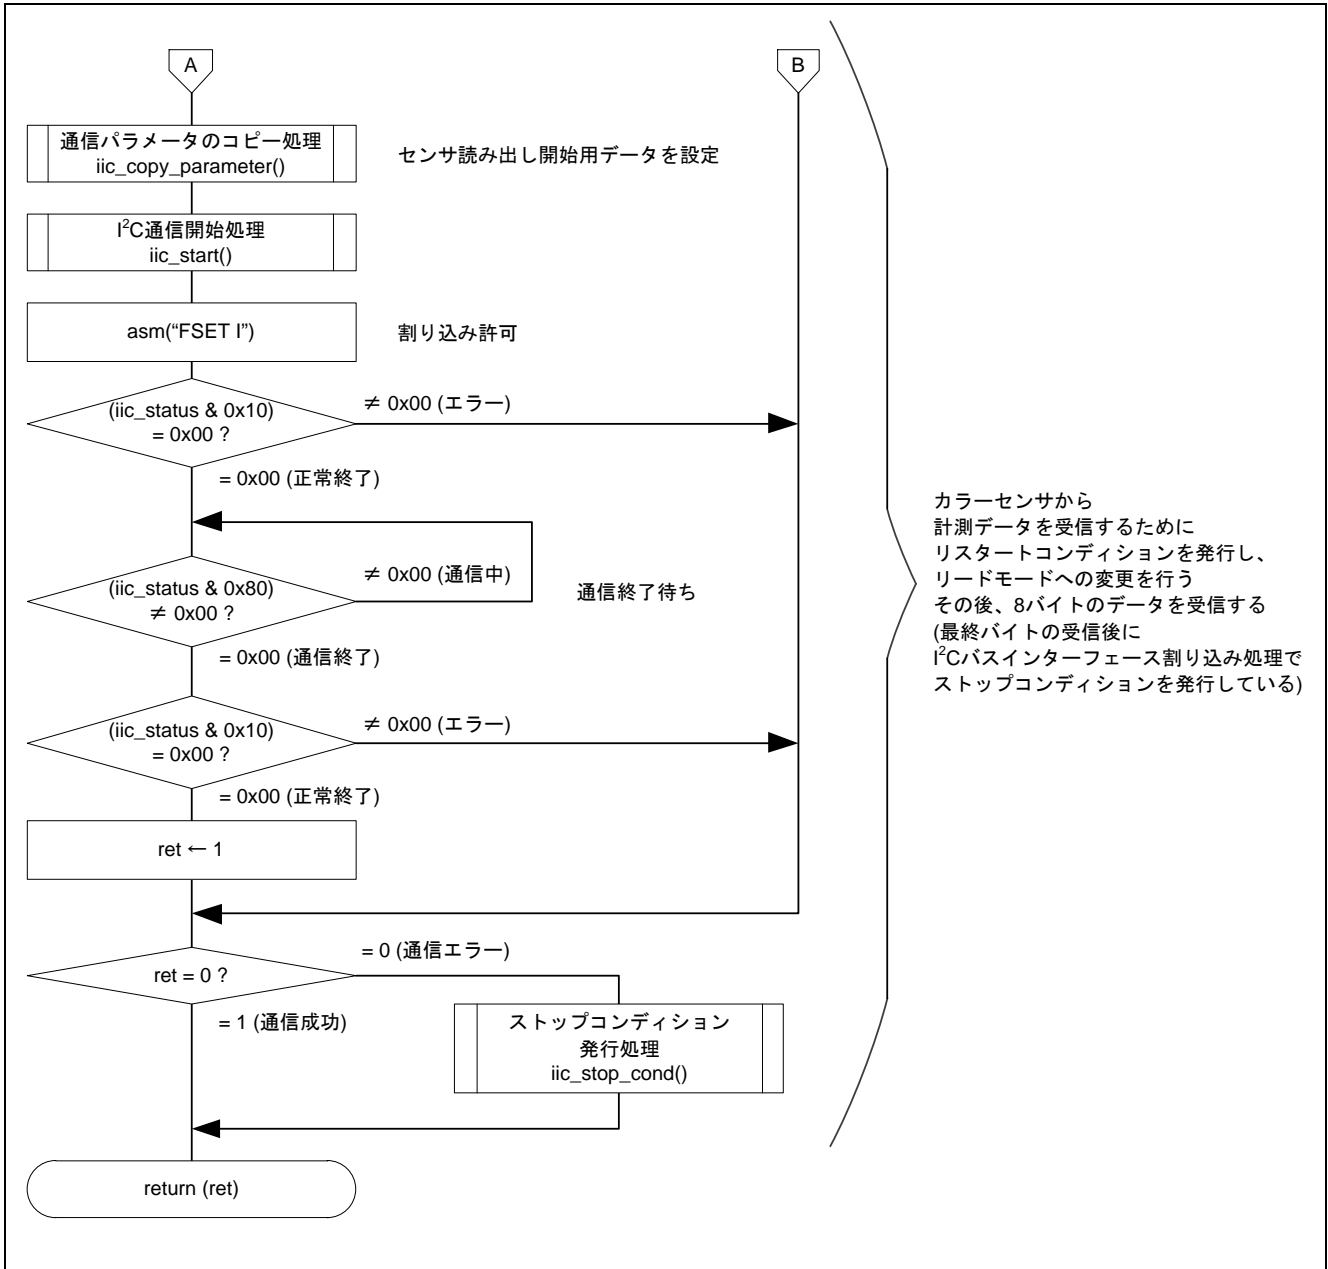 A
B
通信パラメータのコピー処理
iic_copy_parameter()
センサ読み出し開始用データを設定
I²C通信開始処理
iic_start()
asm(“FSET I”)
割り込み許可
(iic_status & 0x10)
= 0x00 ?
≠ 0x00 (エラー)
= 0x00 (正常終了)
(iic_status & 0x80)
≠ 0x00 ?
≠ 0x00 (通信中)
通信終了待ち
= 0x00 (通信終了)
(iic_status & 0x10)
= 0x00 ?
≠ 0x00 (エラー)
= 0x00 (正常終了)
ret ← 1
ret = 0 ?
= 0 (通信エラー)
= 1 (通信成功)
ストップコンディション
発行処理
iic_stop_cond()
return (ret)
カラーセンサから
計測データを受信するために
リスタートコンディションを発行し、
リードモードへの変更を行う
その後、8バイトのデータを受信する
(最終バイトの受信後に
I²Cバスインターフェース割り込み処理で
ストップコンディションを発行している)